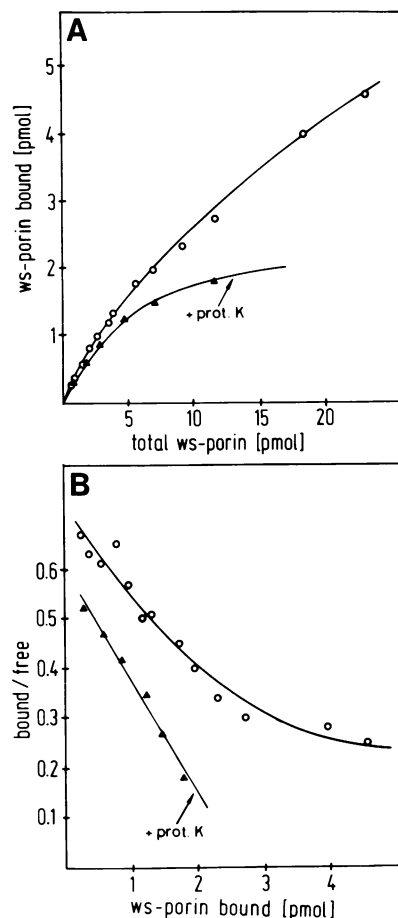 A
ws-porin bound [pmol]
5
4
3
2
1
+ prot. K
5
10
15
20
total ws-porin [pmol]
B
bound/free
0.6
0.5
0.4
0.3
0.2
0.1
+ prot. K
1
2
3
4
ws-porin bound [pmol]